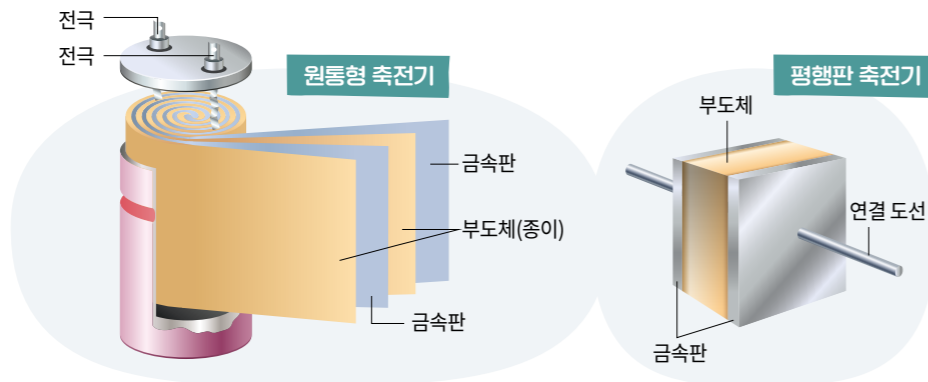 전극
전극
원통형 축전기
금속판
부도체(종이)
금속판
평행판 축전기
부도체
연결 도선
금속판